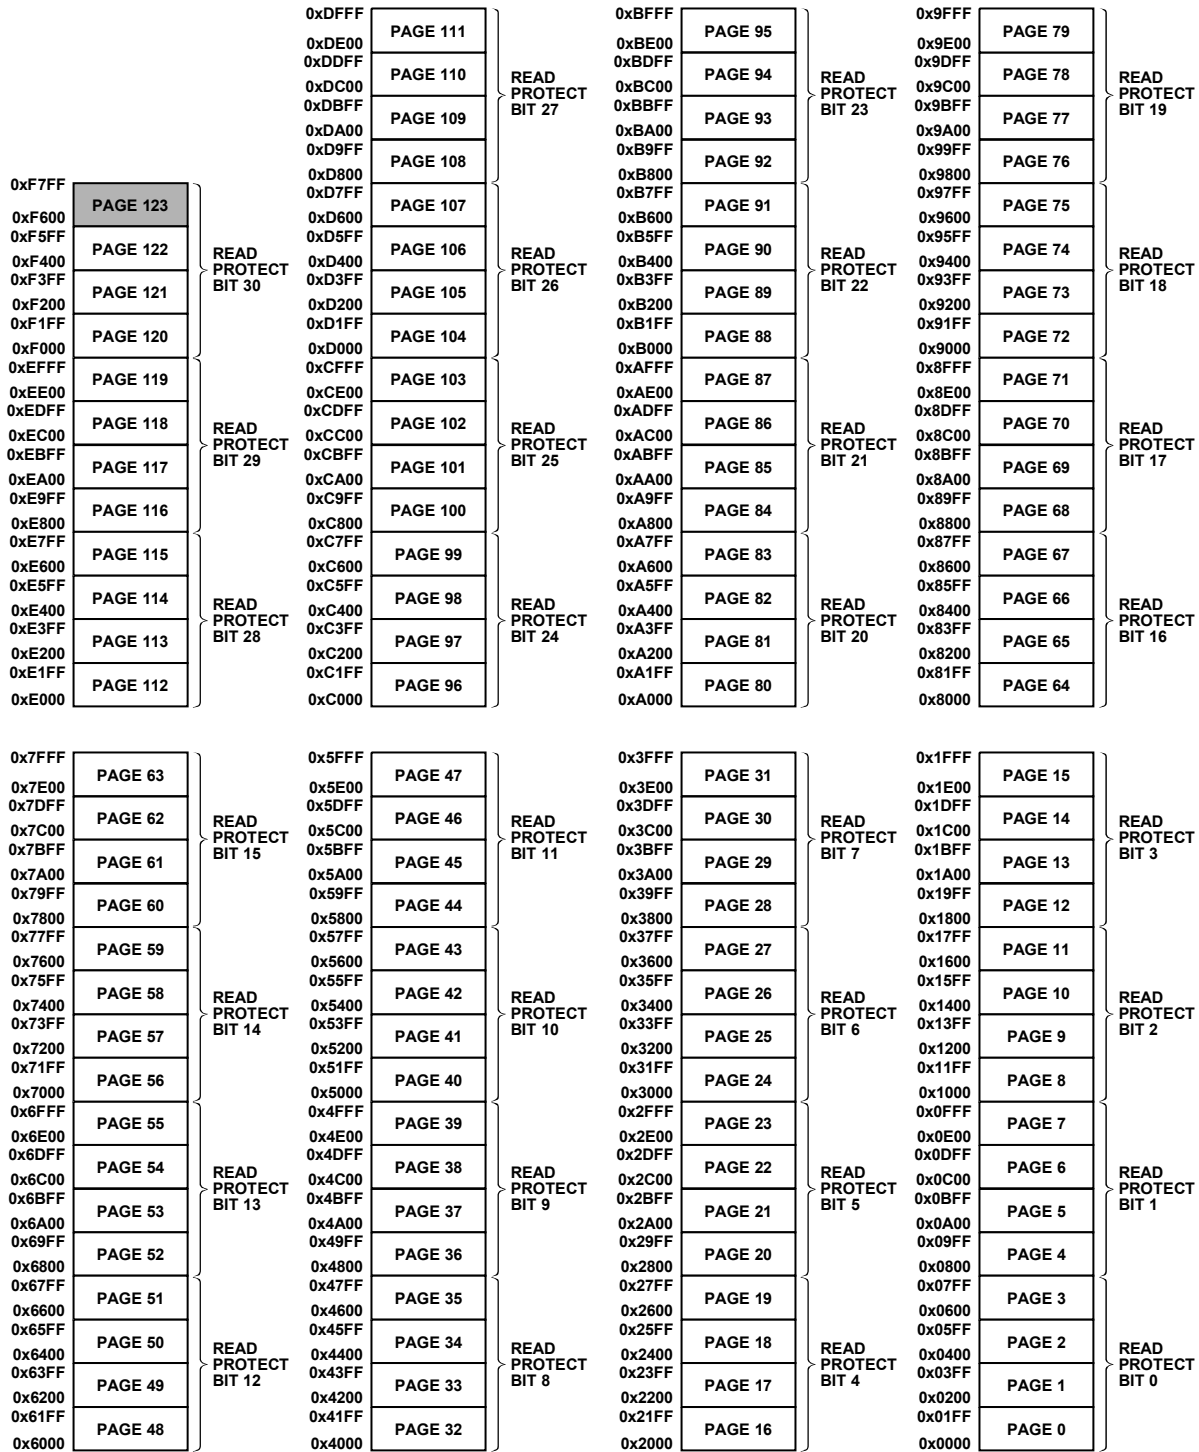 0xF7FF
PAGE 123
0xF600
0xF5FF
PAGE 122
0xF400
0xF3FF
PAGE 121
0xF200
0xF1FF
PAGE 120
0xF000
READ
PROTECT
BIT 30
0xEFFF
PAGE 119
0xEE00
0xEDFF
PAGE 118
0xEC00
0xEBFF
PAGE 117
0xEA00
0xE9FF
PAGE 116
0xE800
READ
PROTECT
BIT 29
0xE7FF
PAGE 115
0xE600
0xE5FF
PAGE 114
0xE400
0xE3FF
PAGE 113
0xE200
0xE1FF
PAGE 112
0xE000
READ
PROTECT
BIT 28
0xDFFF
PAGE 111
0xDE00
0xDDFF
PAGE 110
0xDC00
0xDBFF
PAGE 109
0xDA00
0xD9FF
PAGE 108
0xD800
READ
PROTECT
BIT 27
0xD7FF
PAGE 107
0xD600
0xD5FF
PAGE 106
0xD400
0xD3FF
PAGE 105
0xD200
0xD1FF
PAGE 104
0xD000
READ
PROTECT
BIT 26
0xCFFF
PAGE 103
0xCE00
0xCDFF
PAGE 102
0xCC00
0xCBFF
PAGE 101
0xCA00
0xC9FF
PAGE 100
0xC800
READ
PROTECT
BIT 25
0xC7FF
PAGE 99
0xC600
0xC5FF
PAGE 98
0xC400
0xC3FF
PAGE 97
0xC200
0xC1FF
PAGE 96
0xC000
READ
PROTECT
BIT 24
0xBFFF
PAGE 95
0xBE00
0xBDFF
PAGE 94
0xBC00
0xBBFF
PAGE 93
0xBA00
0xB9FF
PAGE 92
0xB800
READ
PROTECT
BIT 23
0xB7FF
PAGE 91
0xB600
0xB5FF
PAGE 90
0xB400
0xB3FF
PAGE 89
0xB200
0xB1FF
PAGE 88
0xB000
READ
PROTECT
BIT 22
0xAFFF
PAGE 87
0xAE00
0xADFF
PAGE 86
0xAC00
0xABFF
PAGE 85
0xAA00
0xA9FF
PAGE 84
0xA800
READ
PROTECT
BIT 21
0xA7FF
PAGE 83
0xA600
0xA5FF
PAGE 82
0xA400
0xA3FF
PAGE 81
0xA200
0xA1FF
PAGE 80
0xA000
READ
PROTECT
BIT 20
0x9FFF
PAGE 79
0x9E00
0x9DFF
PAGE 78
0x9C00
0x9BFF
PAGE 77
0x9A00
0x99FF
PAGE 76
0x9800
READ
PROTECT
BIT 19
0x97FF
PAGE 75
0x9600
0x95FF
PAGE 74
0x9400
0x93FF
PAGE 73
0x9200
0x91FF
PAGE 72
0x9000
READ
PROTECT
BIT 18
0x8FFF
PAGE 71
0x8E00
0x8DFF
PAGE 70
0x8C00
0x8BFF
PAGE 69
0x8A00
0x89FF
PAGE 68
0x8800
READ
PROTECT
BIT 17
0x87FF
PAGE 67
0x8600
0x85FF
PAGE 66
0x8400
0x83FF
PAGE 65
0x8200
0x81FF
PAGE 64
0x8000
READ
PROTECT
BIT 16
0x7FFF
PAGE 63
0x7E00
0x7DFF
PAGE 62
0x7C00
0x7BFF
PAGE 61
0x7A00
0x79FF
PAGE 60
0x7800
READ
PROTECT
BIT 15
0x77FF
PAGE 59
0x7600
0x75FF
PAGE 58
0x7400
0x73FF
PAGE 57
0x7200
0x71FF
PAGE 56
0x7000
READ
PROTECT
BIT 14
0x6FFF
PAGE 55
0x6E00
0x6DFF
PAGE 54
0x6C00
0x6BFF
PAGE 53
0x6A00
0x69FF
PAGE 52
0x6800
READ
PROTECT
BIT 13
0x67FF
PAGE 51
0x6600
0x65FF
PAGE 50
0x6400
0x63FF
PAGE 49
0x6200
0x61FF
PAGE 48
0x6000
READ
PROTECT
BIT 12
0x5FFF
PAGE 47
0x5E00
0x5DFF
PAGE 46
0x5C00
0x5BFF
PAGE 45
0x5A00
0x59FF
PAGE 44
0x5800
READ
PROTECT
BIT 11
0x57FF
PAGE 43
0x5600
0x55FF
PAGE 42
0x5400
0x53FF
PAGE 41
0x5200
0x51FF
PAGE 40
0x5000
READ
PROTECT
BIT 10
0x4FFF
PAGE 39
0x4E00
0x4DFF
PAGE 38
0x4C00
0x4BFF
PAGE 37
0x4A00
0x49FF
PAGE 36
0x4800
READ
PROTECT
BIT 9
0x47FF
PAGE 35
0x4600
0x45FF
PAGE 34
0x4400
0x43FF
PAGE 33
0x4200
0x41FF
PAGE 32
0x4000
READ
PROTECT
BIT 8
0x3FFF
PAGE 31
0x3E00
0x3DFF
PAGE 30
0x3C00
0x3BFF
PAGE 29
0x3A00
0x39FF
PAGE 28
0x3800
READ
PROTECT
BIT 7
0x37FF
PAGE 27
0x3600
0x35FF
PAGE 26
0x3400
0x33FF
PAGE 25
0x3200
0x31FF
PAGE 24
0x3000
READ
PROTECT
BIT 6
0x2FFF
PAGE 23
0x2E00
0x2DFF
PAGE 22
0x2C00
0x2BFF
PAGE 21
0x2A00
0x29FF
PAGE 20
0x2800
READ
PROTECT
BIT 5
0x27FF
PAGE 19
0x2600
0x25FF
PAGE 18
0x2400
0x23FF
PAGE 17
0x2200
0x21FF
PAGE 16
0x2000
READ
PROTECT
BIT 4
0x1FFF
PAGE 15
0x1E00
0x1DFF
PAGE 14
0x1C00
0x1BFF
PAGE 13
0x1A00
0x19FF
PAGE 12
0x1800
READ
PROTECT
BIT 3
0x17FF
PAGE 11
0x1600
0x15FF
PAGE 10
0x1400
0x13FF
PAGE 9
0x1200
0x11FF
PAGE 8
0x1000
READ
PROTECT
BIT 2
0x0FFF
PAGE 7
0x0E00
0x0DFF
PAGE 6
0x0C00
0x0BFF
PAGE 5
0x0A00
0x09FF
PAGE 4
0x0800
READ
PROTECT
BIT 1
0x07FF
PAGE 3
0x0600
0x05FF
PAGE 2
0x0400
0x03FF
PAGE 1
0x0200
0x01FF
PAGE 0
0x0000
READ
PROTECT
BIT 0